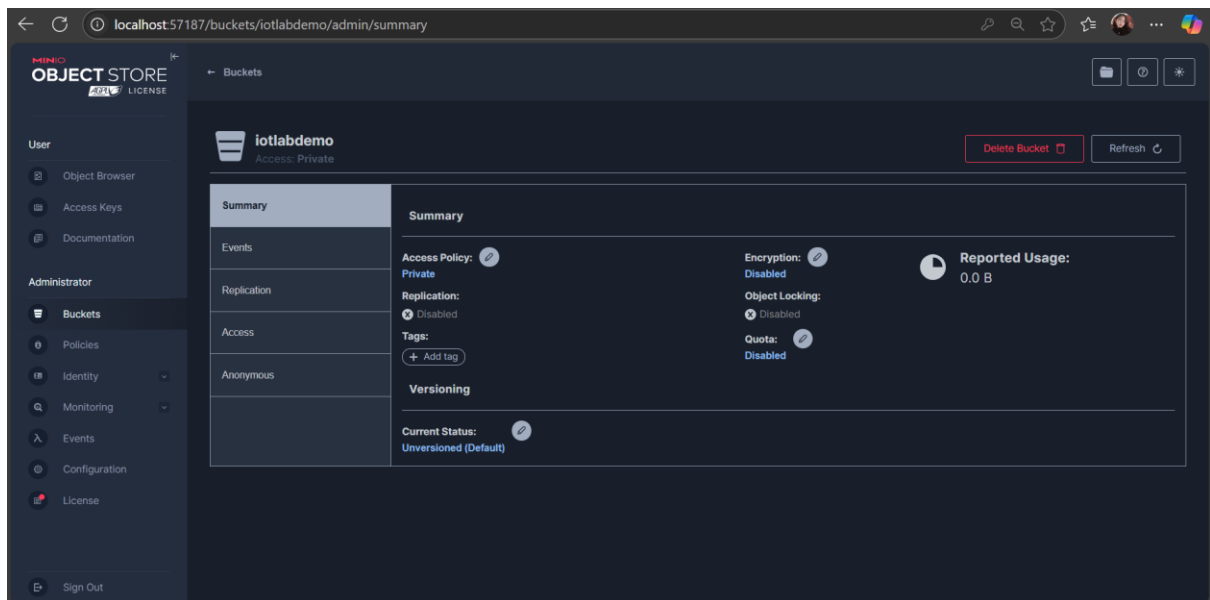 localhost:57187/buckets/iotlabdemo/admin/summary
MINIO
OBJECT STORE
AGPLv3 LICENSE
← Buckets
User
Object Browser
Access Keys
Documentation
Administrator
Buckets
Policies
Identity
Monitoring
Events
Configuration
License
Sign Out
iotlabdemo
Access: Private
Delete Bucket
Refresh
Summary
Events
Replication
Access
Anonymous
Summary
Access Policy:
Private
Replication:
Disabled
Tags:
+ Add tag
Encryption:
Disabled
Object Locking:
Disabled
Quota:
Disabled
Reported Usage:
0.0 B
Versioning
Current Status:
Unversioned (Default)